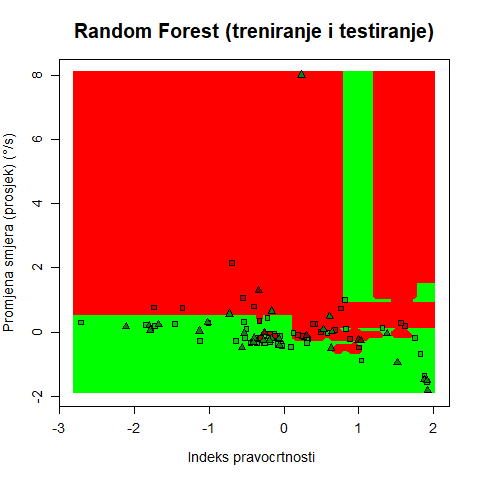 Random Forest (treniranje i testiranje)
Promjena smjera (prosjek) (°/s)
8
6
4
2
0
-2
-3 -2 -1 0 1 2
Indeks pravocrtnosti